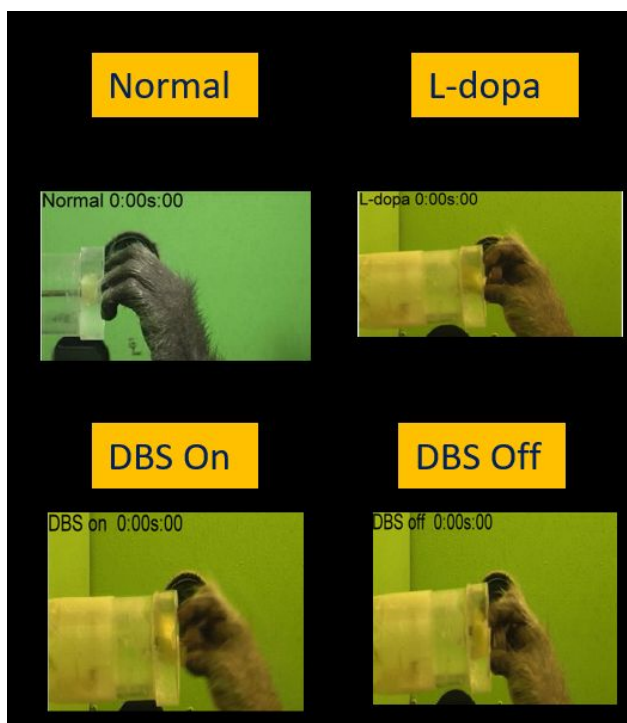 Normal
L-dopa
Normal 0:00s:00
L-dopa 0:00s:00
DBS On
DBS Off
DBS on 0:00s:00
DBS off 0:00s:00